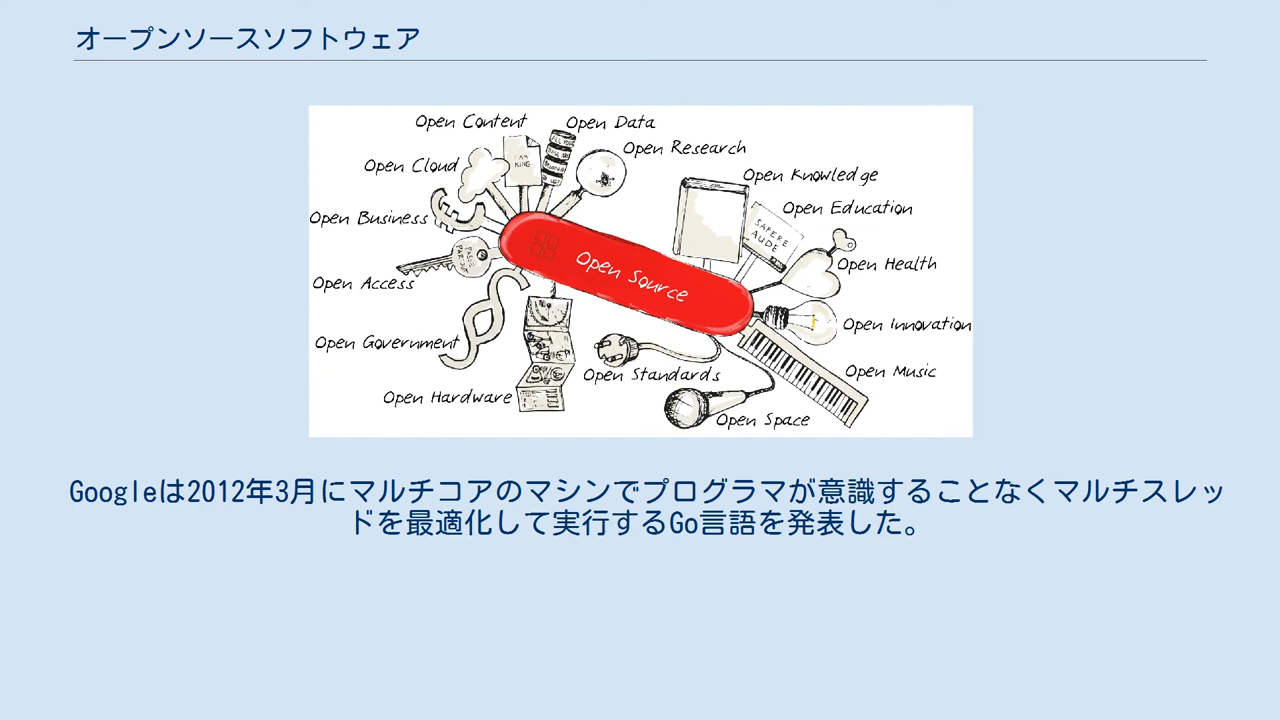 オープンソースソフトウェア
Open Content
Open Data
Open Research
Open Cloud
Open Knowledge
Open Business
Open Education
SAPERE
AUDE
Open Access
Open Source
Open Health
Open Government
Open Innovation
Open Hardware
Open Standards
Open Music
Open Space
I AM
KING
Googleは2012年3月にマルチコアのマシンでプログラマが意識することなくマルチスレッ
ドを最適化して実行するGo言語を発表した。